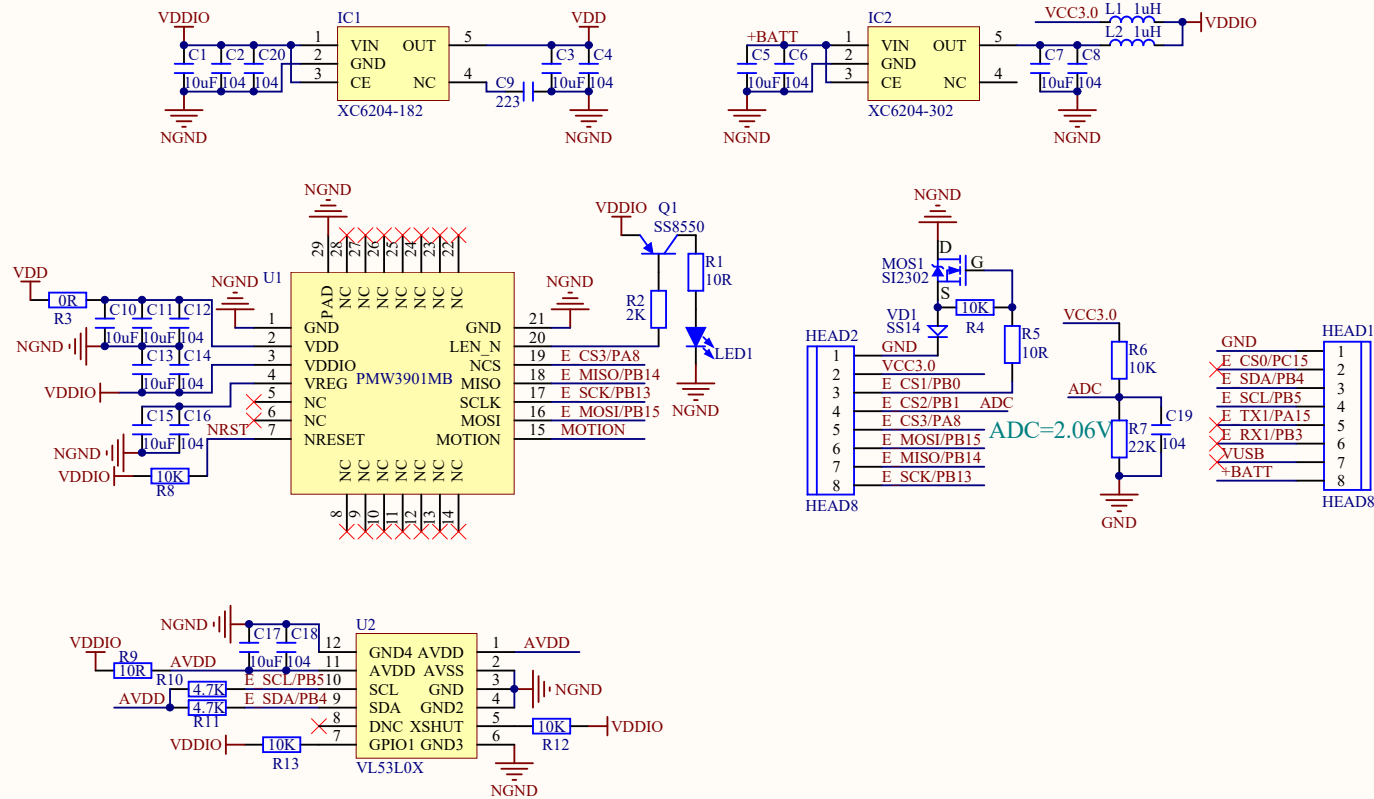 VDDIO
IC1
VDD
C1
C2
C20
10uF
104
104
1
2
3
VIN
GND
CE
OUT
NC
5
4
XC6204-182
C9
223
C3
C4
10uF
104
NGND
NGND
+BATT
IC2
C5
C6
10uF
104
1
2
3
VIN
GND
CE
OUT
NC
5
4
XC6204-302
C7
C8
10uF
104
VCC3.0
L1 1uH
L2 1uH
VDDIO
NGND
NGND
NGND
29
28
27
26
25
24
23
22
PAD
NC
NC
NC
NC
NC
NC
NC
U1
VDD
0R
R3
C10
C11
C12
10uF
104
104
NGND
NGND
C13
C14
10uF
104
VDDIO
C15
C16
10uF
104
NGND
NRST
VDDIO
10K
R8
1
2
3
4
5
6
7
GND
VDD
VDDIO
VREG
NC
NC
NRESET
PMW3901MB
GND
LEN_N
NCS
MISO
SCLK
MOSI
MOTION
21
20
19
18
17
16
15
E_CS3/PA8
E_MISO/PB14
E_SCK/PB13
E_MOSI/PB15
MOTION
NC
NC
NC
NC
NC
NC
NC
8
9
10
11
12
13
14
NGND
VDDIO
Q1
SS8550
R1
10R
R2
2K
LED1
NGND
NGND
D
G
S
MOS1
SI2302
10K
R4
VD1
SS14
R5
10R
HEAD2
1
2
3
4
5
6
7
8
GND
VCC3.0
E_CS1/PB0
E_CS2/PB1
ADC
E_CS3/PA8
E_MOSI/PB15
E_MISO/PB14
E_SCK/PB13
HEAD8
ADC=2.06V
VCC3.0
R6
10K
ADC
R7
22K
C19
104
GND
HEAD1
GND
E_CS0/PC15
E_SDA/PB4
E_SCL/PB5
E_TX1/PA15
E_RX1/PB3
VUSB
+BATT
1
2
3
4
5
6
7
8
HEAD8
NGND
C17
C18
10uF
104
U2
VDDIO
R9
10R
AVDD
R10
4.7K
E_SCL/PB5
AVDD
4.7K
E_SDA/PB4
R11
VDDIO
10K
R13
12
11
10
9
8
7
GND4
AVDD
SCL
SDA
DNC
GPIO1
AVDD
AVSS
GND
GND2
XSHUT
GND3
1
2
3
4
5
6
VL53L0X
AVDD
NGND
10K
R12
VDDIO
NGND